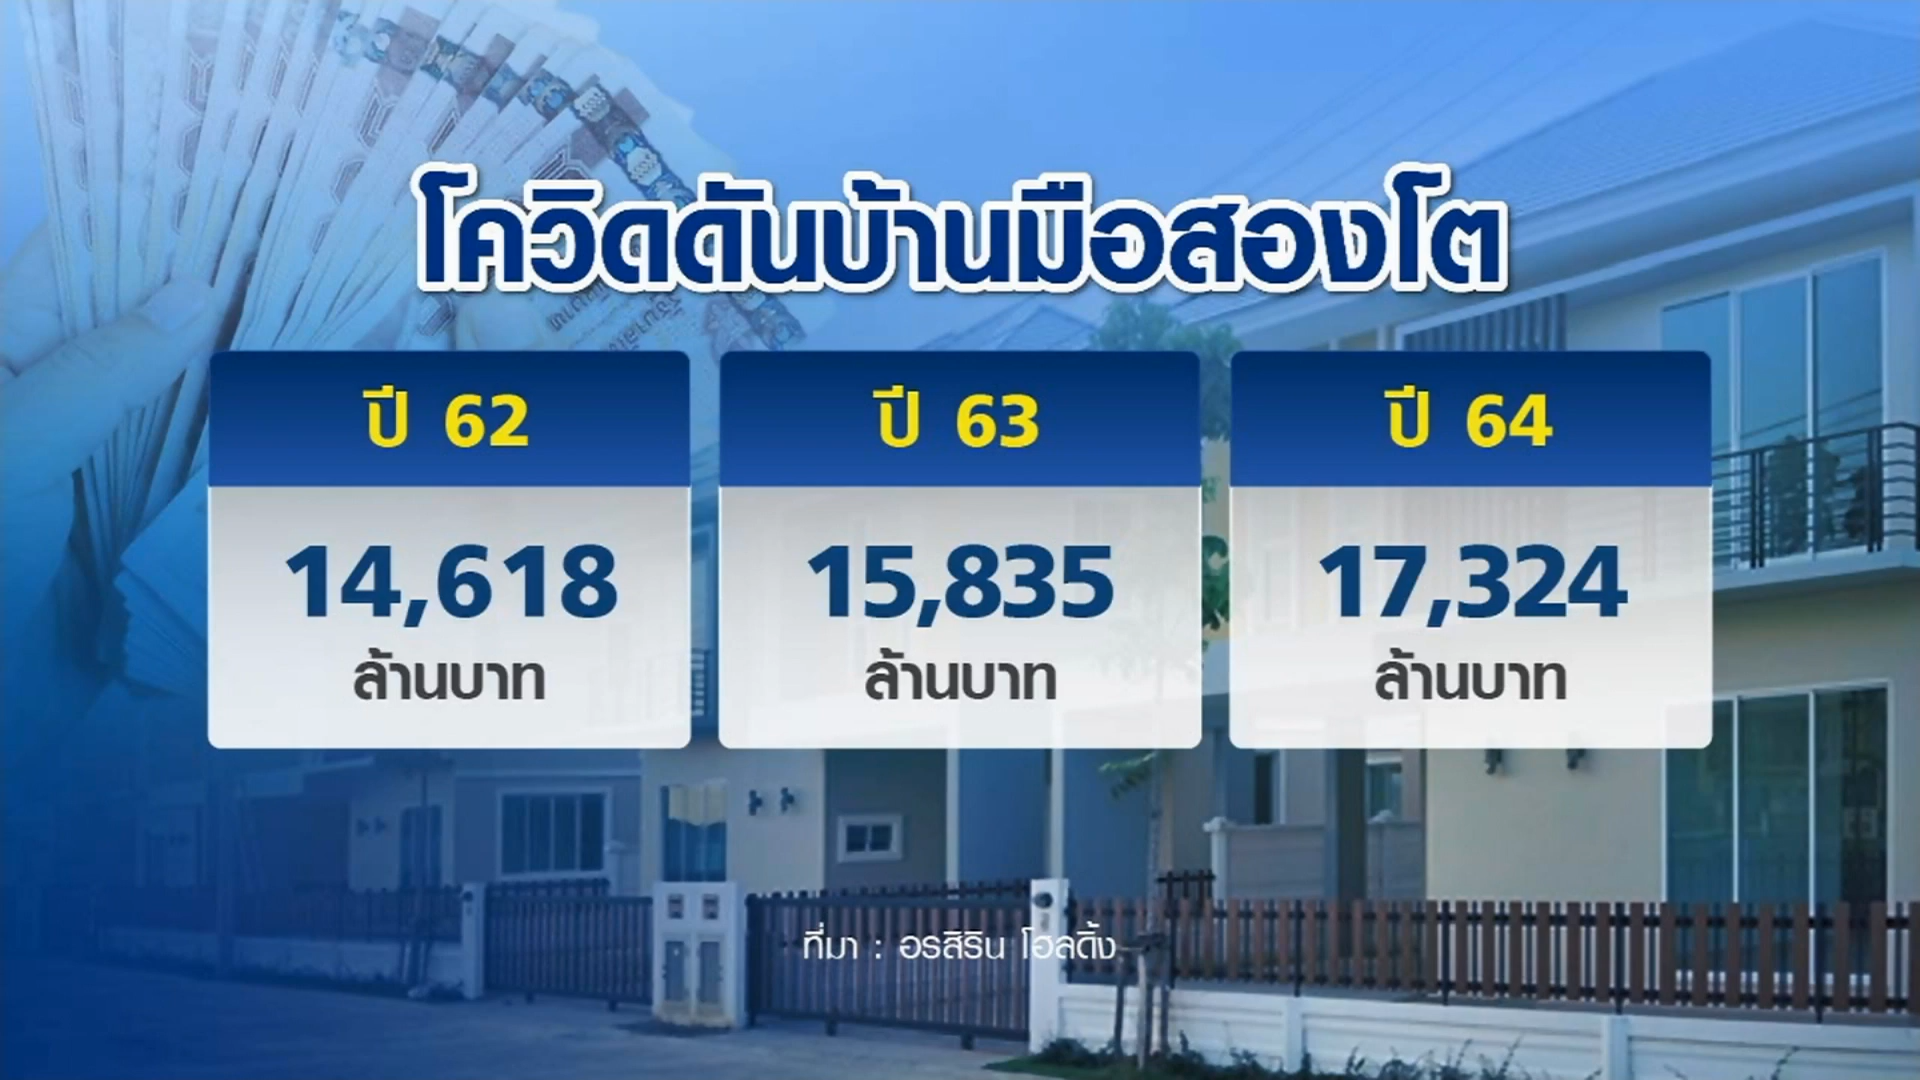 โควิดดันบ้านมือสองโต
ปี 62
14,618
ล้านบาท
ปี 63
15,835
ล้านบาท
ปี 64
17,324
ล้านบาท
ที่มา : อรสิริน โฮลดิ้ง